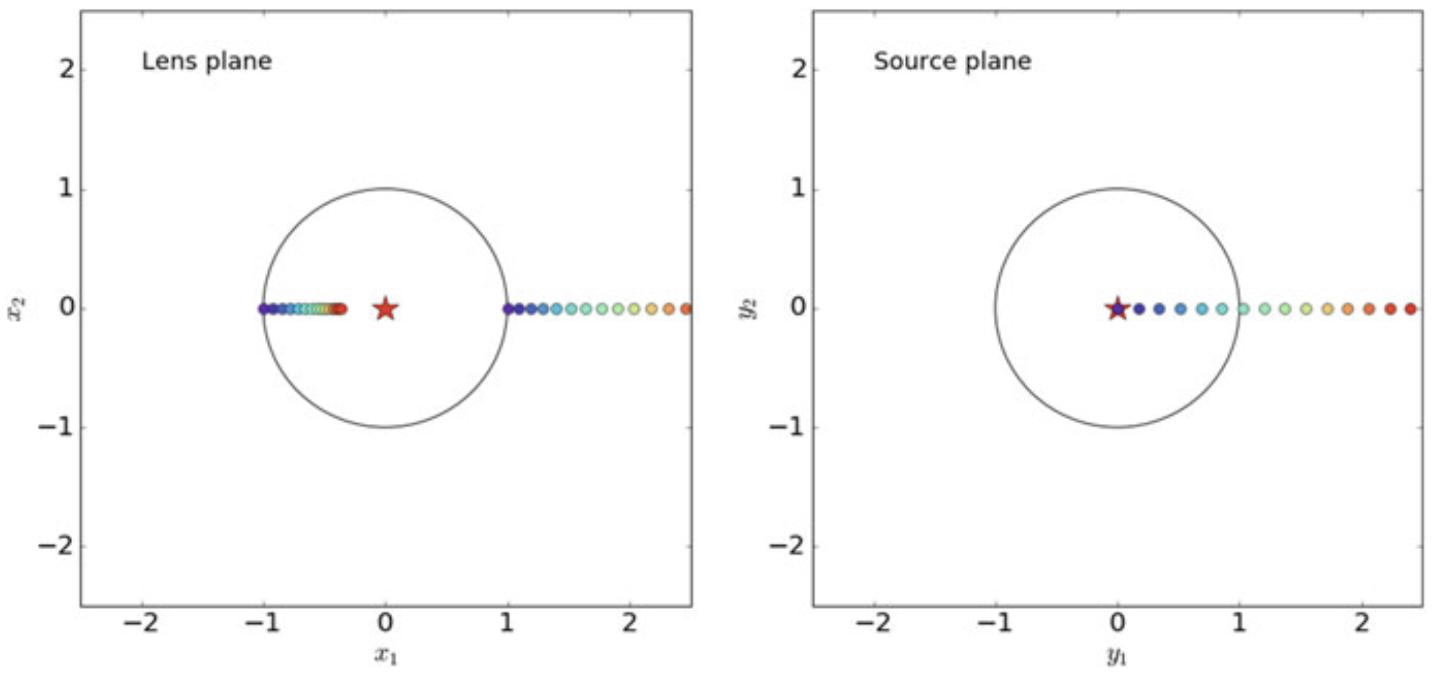 Lens plane
2
1
0
−1
−2
x₂
−2 −1 0 1 2
x₁
Source plane
2
1
0
−1
−2
y₂
−2 −1 0 1 2
y₁